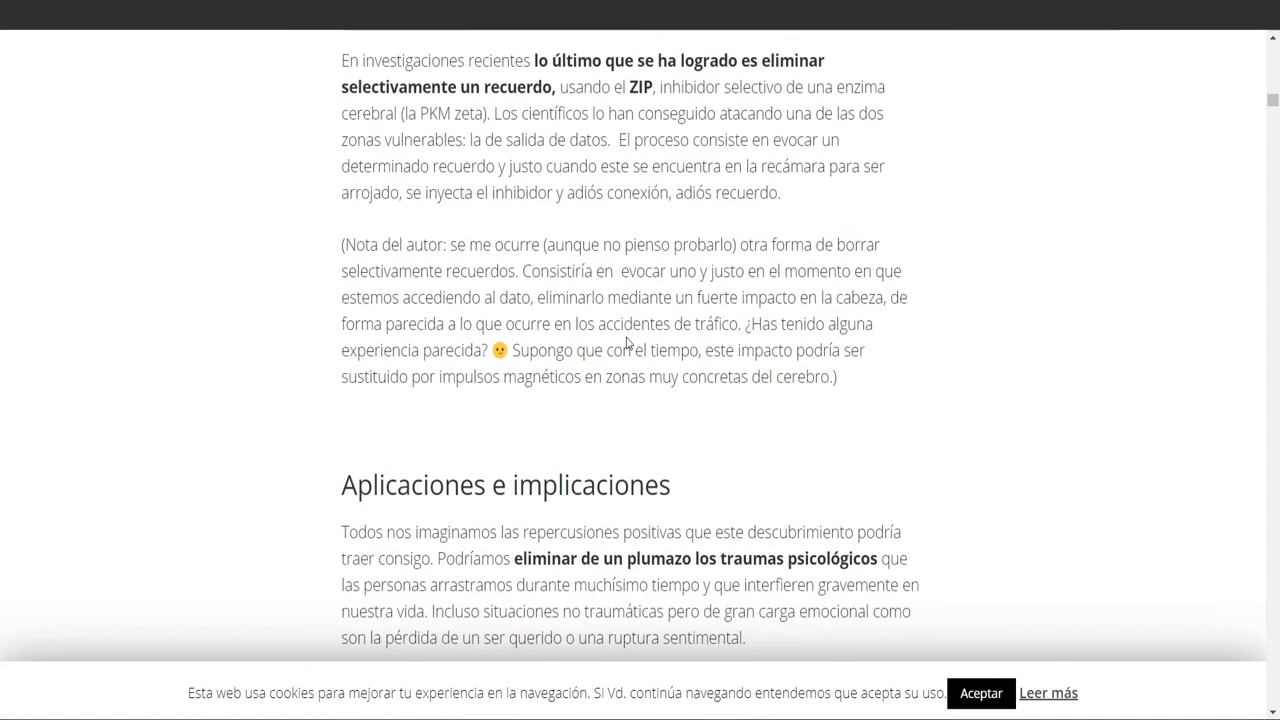 En investigaciones recientes lo último que se ha logrado es eliminar
selectivamente un recuerdo, usando el ZIP, inhibidor selectivo de una enzima
cerebral (la PKM zeta). Los científicos lo han conseguido atacando una de las dos
zonas vulnerables: la de salida de datos. El proceso consiste en evocar un
determinado recuerdo y justo cuando este se encuentra en la recámara para ser
arrojado, se inyecta el inhibidor y adiós conexión, adiós recuerdo.
(Nota del autor: se me ocurre (aunque no pienso probarlo) otra forma de borrar
selectivamente recuerdos. Consistiría en evocar uno y justo en el momento en que
estemos accediendo al dato, eliminarlo mediante un fuerte impacto en la cabeza, de
forma parecida a lo que ocurre en los accidentes de tráfico. ¿Has tenido alguna
experiencia parecida? 😕 Supongo que con el tiempo, este impacto podría ser
sustituido por impulsos magnéticos en zonas muy concretas del cerebro.)
Aplicaciones e implicaciones
Todos nos imaginamos las repercusiones positivas que este descubrimiento podría
traer consigo. Podríamos eliminar de un plumazo los traumas psicológicos que
las personas arrastramos durante muchísimo tiempo y que interfieren gravemente en
nuestra vida. Incluso situaciones no traumáticas pero de gran carga emocional como
son la pérdida de un ser querido o una ruptura sentimental.
Esta web usa cookies para mejorar tu experiencia en la navegación. Si Vd. continúa navegando entendemos que acepta su uso. Aceptar Leer más